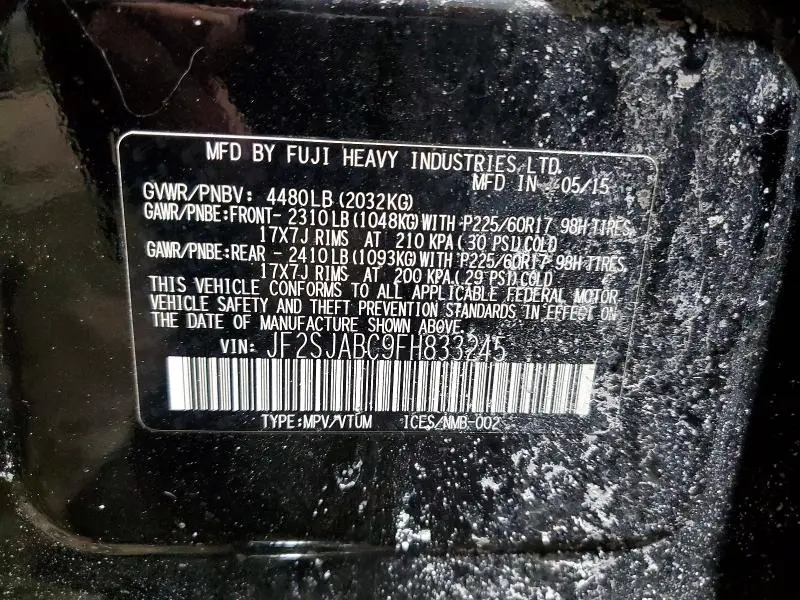 MFD BY FUJI HEAVY INDUSTRIES, LTD.
MFD IN 05/15
GVWR/PNBV: 4480LB (2032KG)
GAWR/PNBE:FRONT- 2310 LB (1048KG) WITH P225/60R17 98H TIRES,
17X7J RIMS AT 210 KPA( 30 PSI) COLD
GAWR/PNBE:REAR - 2410 LB (1093KG) WITH P225/60R17 98H TIRES,
17X7J RIMS AT 200 KPA.( 29 PSI) COLD
THIS VEHICLE CONFORMS TO ALL APPLICABLE FEDERAL MOTOR
VEHICLE SAFETY AND THEFT PREVENTION STANDARDS IN EFFECT ON
THE DATE OF MANUFACTURE SHOWN ABOVE.
VIN: JF2SJABC9FH833245
TYPE:MPV/VTUM ICES/NMB-002